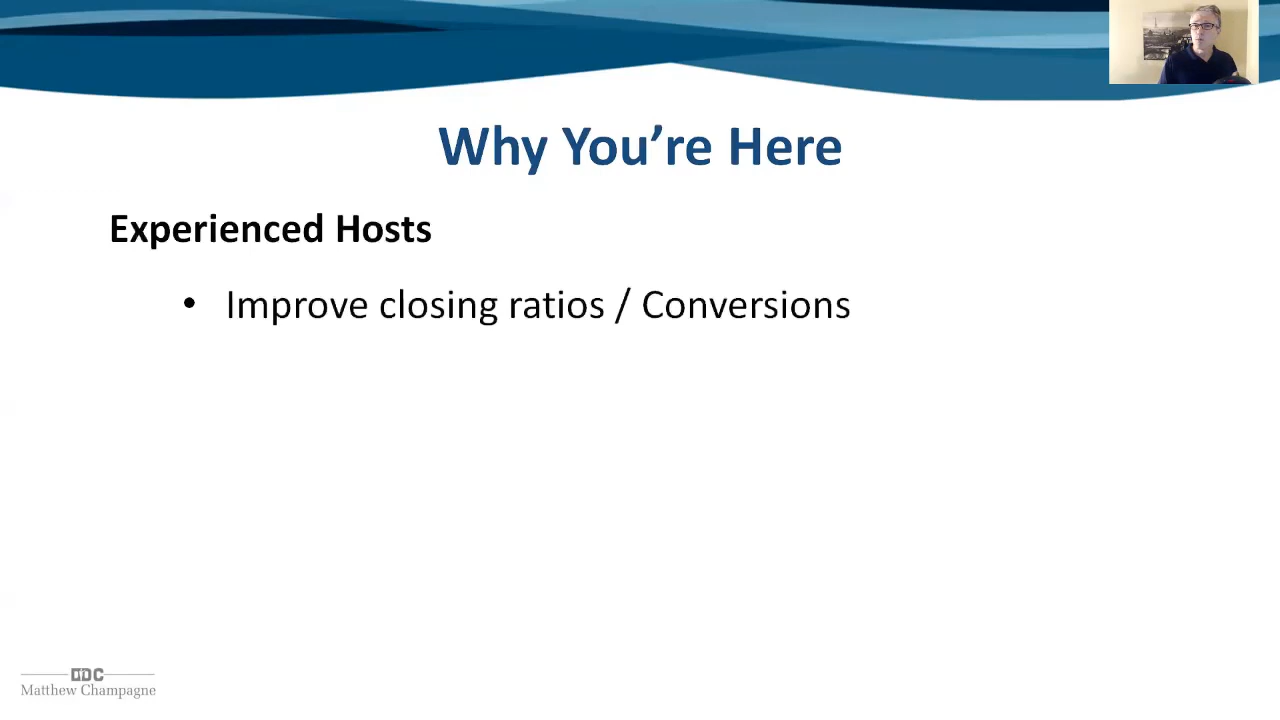 Why You’re Here
Experienced Hosts
• Improve closing ratios / Conversions
Matthew Champagne